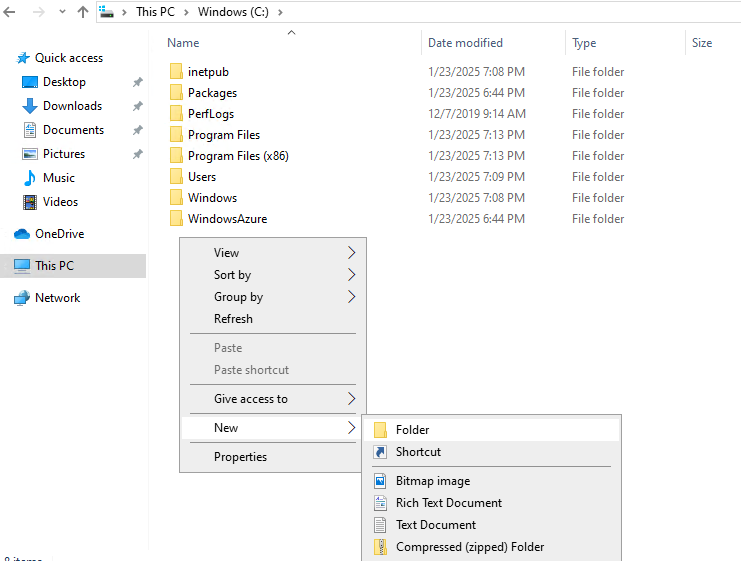 This PC > Windows (C:) >
Name Date modified Type Size
Quick access
Desktop
Downloads
Documents
Pictures
Music
Videos
OneDrive
This PC
Network
inetpub 1/23/2025 7:08 PM File folder
Packages 1/23/2025 6:44 PM File folder
PerfLogs 12/7/2019 9:14 AM File folder
Program Files 1/23/2025 7:13 PM File folder
Program Files (x86) 1/23/2025 7:13 PM File folder
Users 1/23/2025 7:09 PM File folder
Windows 1/23/2025 7:08 PM File folder
WindowsAzure 1/23/2025 6:44 PM File folder
View
Sort by
Group by
Refresh
Paste
Paste shortcut
Give access to
New
Properties
Folder
Shortcut
Bitmap image
Rich Text Document
Text Document
Compressed (zipped) Folder
8 items